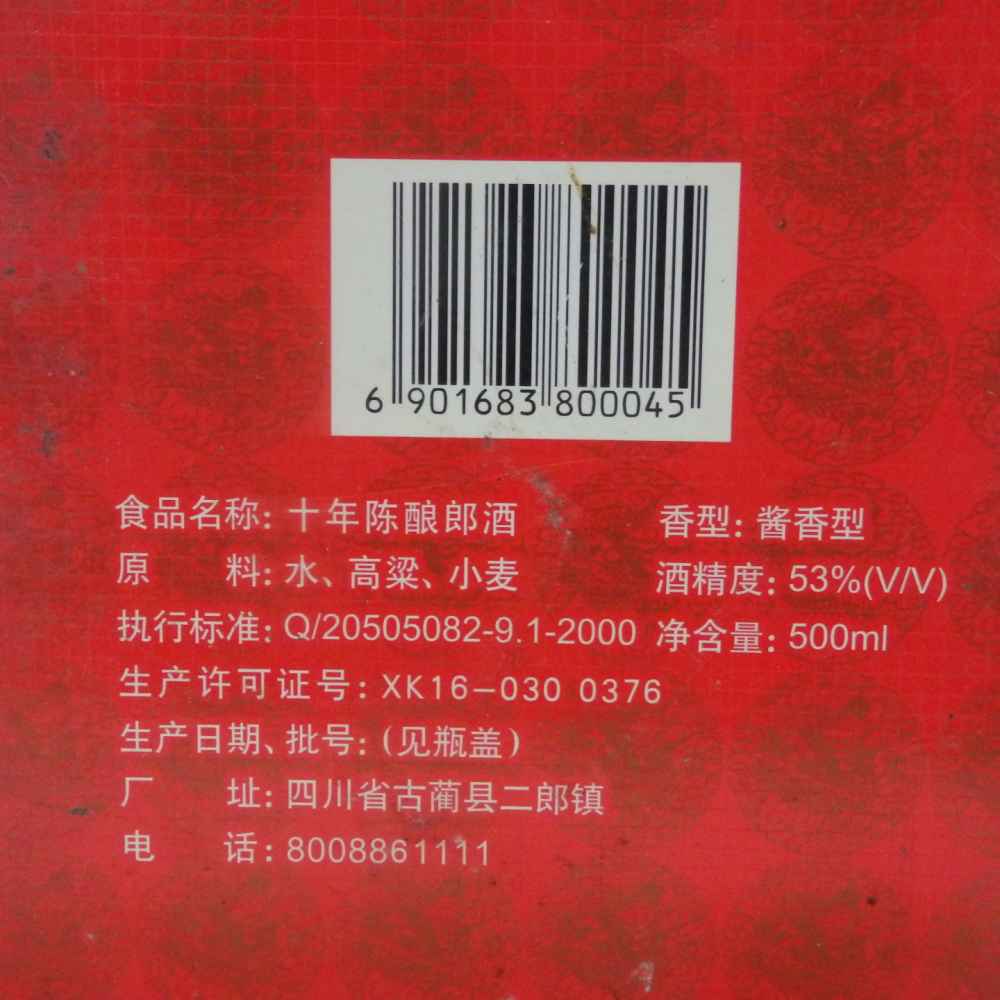 6 901683 800045
食品名称: 十年陈酿郎酒 香型: 酱香型
原 料: 水、高粱、小麦 酒精度: 53%(V/V)
执行标准: Q/20505082-9.1-2000 净含量: 500ml
生产许可证号: XK16-030 0376
生产日期、批号: (见瓶盖)
厂 址: 四川省古蔺县二郎镇
电 话: 8008861111